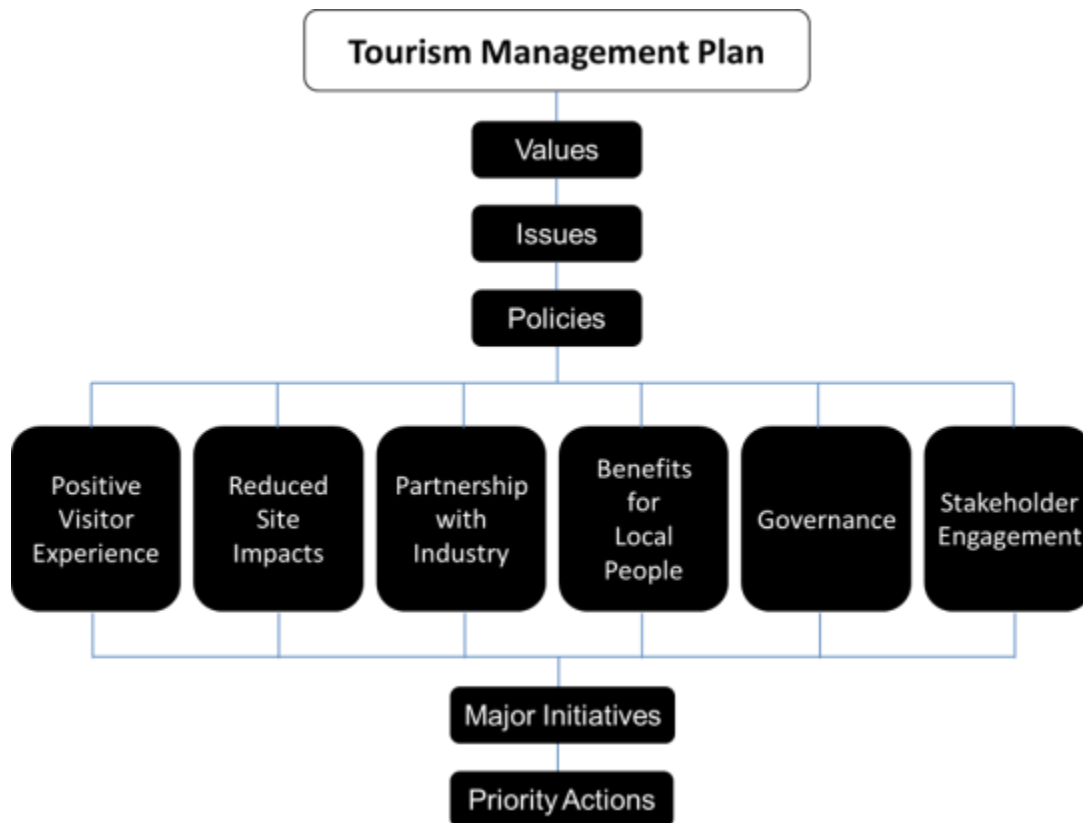 Tourism Management Plan
Values
Issues
Policies
Positive
Visitor
Experience
Reduced
Site
Impacts
Partnership
with
Industry
Benefits
for
Local
People
Governance
Stakeholder
Engagement
Major Initiatives
Priority Actions